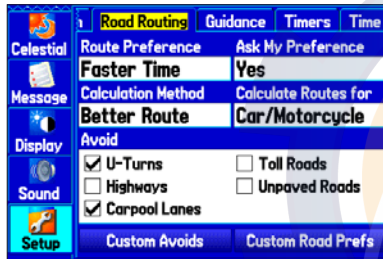 n Road Routing Guidance Timers Time
Celestial
Message
Display
Sound
Setup
Route Preference Ask My Preference
Faster Time Yes
Calculation Method Calculate Routes for
Better Route Car/Motorcycle
Avoid
U-Turns Toll Roads
Highways Unpaved Roads
Carpool Lanes
Custom Avoids Custom Road Prefs